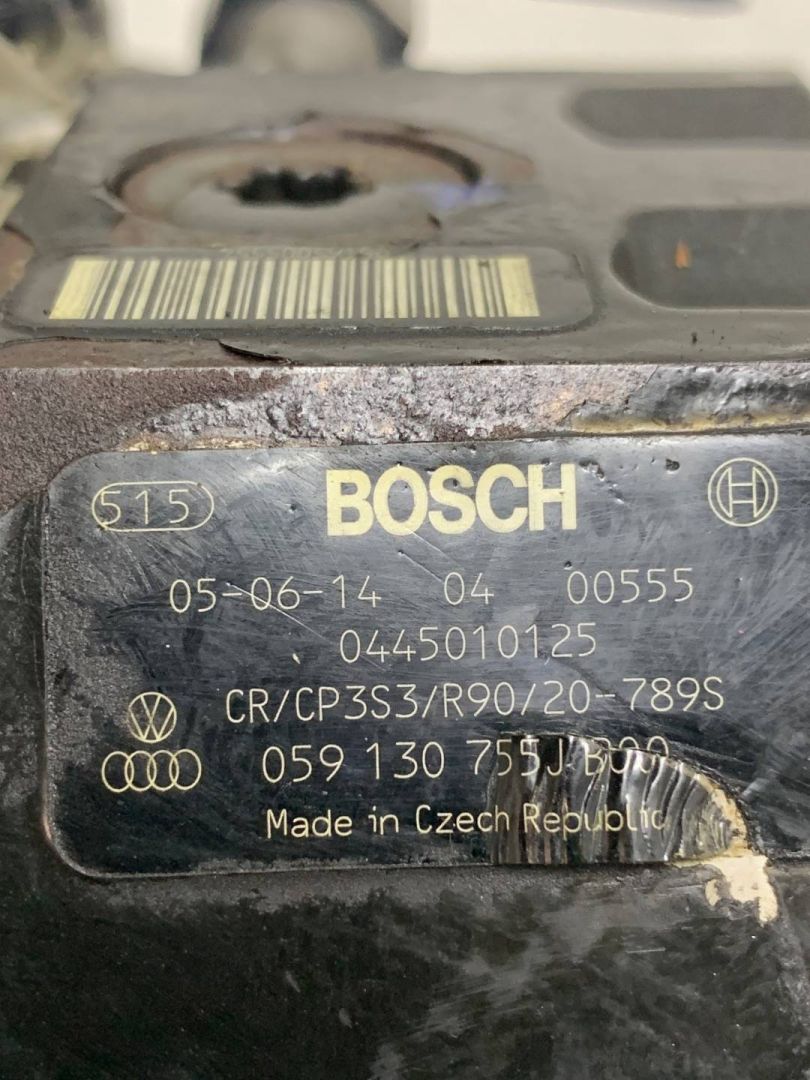 515
BOSCH
05-06-14 04 00555
0445010125
CR/CP3S3/R90/20-789S
059 130 755J B00
Made in Czech Republic